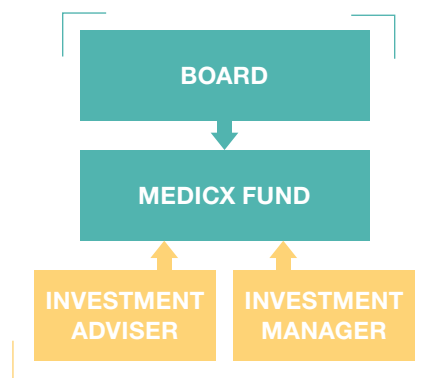 BOARD
MEDICX FUND
INVESTMENT
ADVISER
INVESTMENT
MANAGER